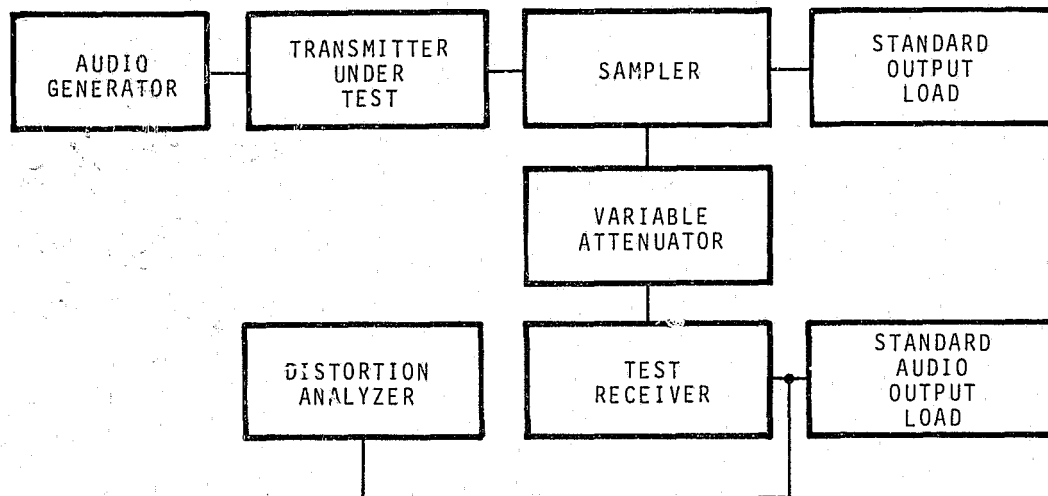 AUDIO
GENERATOR
TRANSMITTER
UNDER
TEST
SAMPLER
STANDARD
OUTPUT
LOAD
VARIABLE
ATTENUATOR
DISTORTION
ANALYZER
TEST
RECEIVER
STANDARD
AUDIO
OUTPUT
LOAD